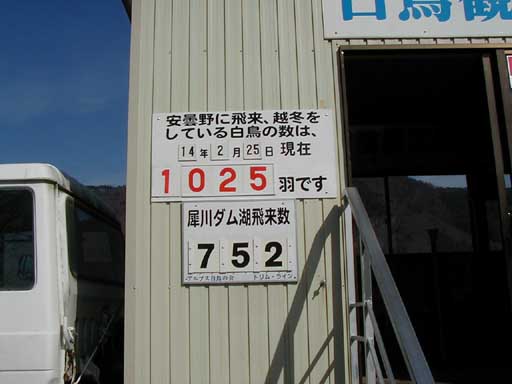 白鳥観
安曇野に飛来、越冬を
している白鳥の数は、
14年2月25日現在
1025羽です
犀川ダム湖飛来数
752
アルプス白鳥の会 トリム・ライン